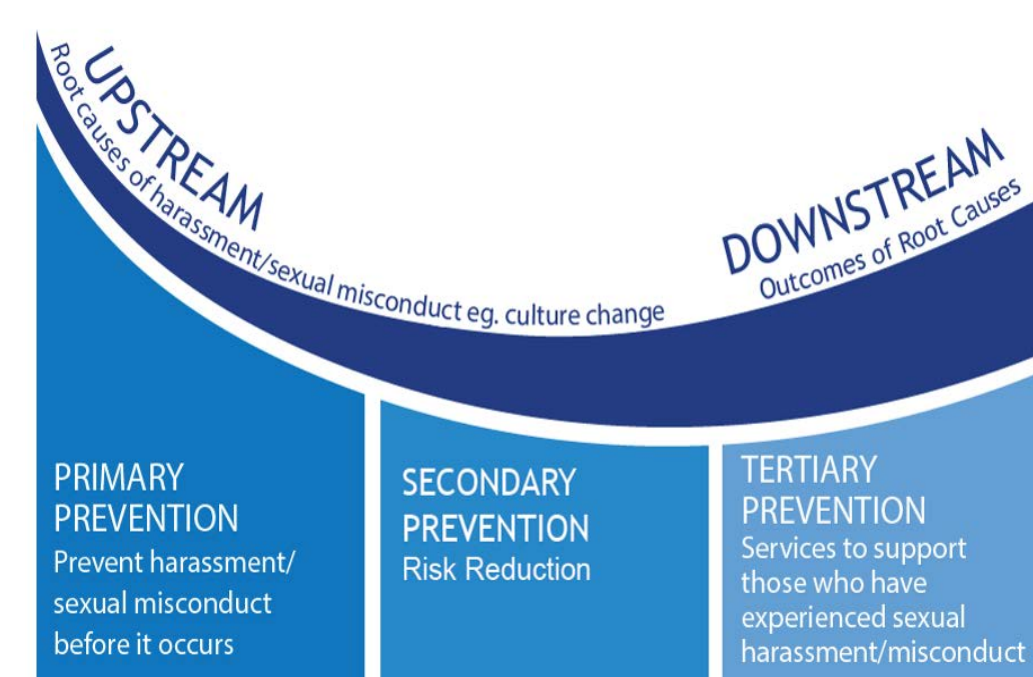 UPSTREAM
Root causes of harassment/sexual misconduct eg. culture change
DOWNSTREAM
Outcomes of Root Causes
PRIMARY
PREVENTION
Prevent harassment/
sexual misconduct
before it occurs
SECONDARY
PREVENTION
Risk Reduction
TERTIARY
PREVENTION
Services to support
those who have
experienced sexual
harassment/misconduct